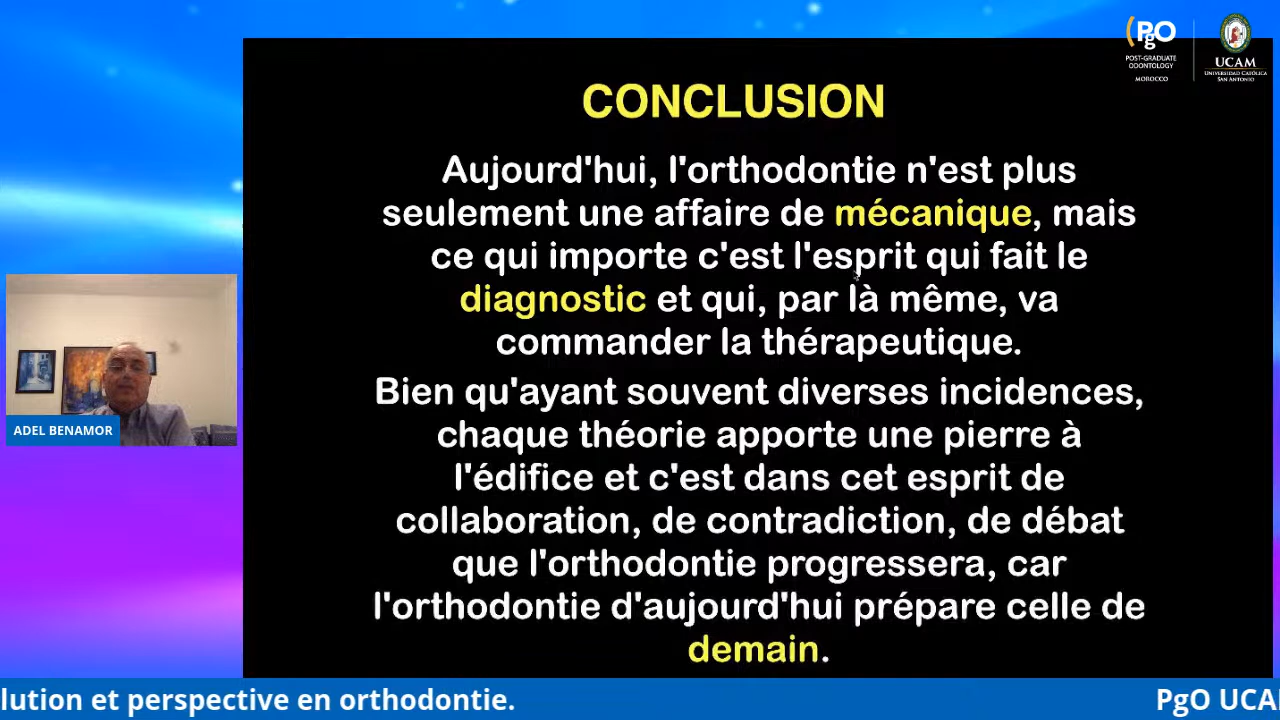 PgO
POST-GRADUATE
ODONTOLOGY
MOROCCO
UCAM
UNIVERSIDAD CATÓLICA
SAN ANTONIO
CONCLUSION
Aujourd'hui, l'orthodontie n'est plus
seulement une affaire de mécanique, mais
ce qui importe c'est l'esprit qui fait le
diagnostic et qui, par là même, va
commander la thérapeutique.
Bien qu'ayant souvent diverses incidences,
chaque théorie apporte une pierre à
l'édifice et c'est dans cet esprit de
collaboration, de contradiction, de débat
que l'orthodontie progressera, car
l'orthodontie d'aujourd'hui prépare celle de
demain.
ADEL BENAMOR
lution et perspective en orthodontie. PgO UCA